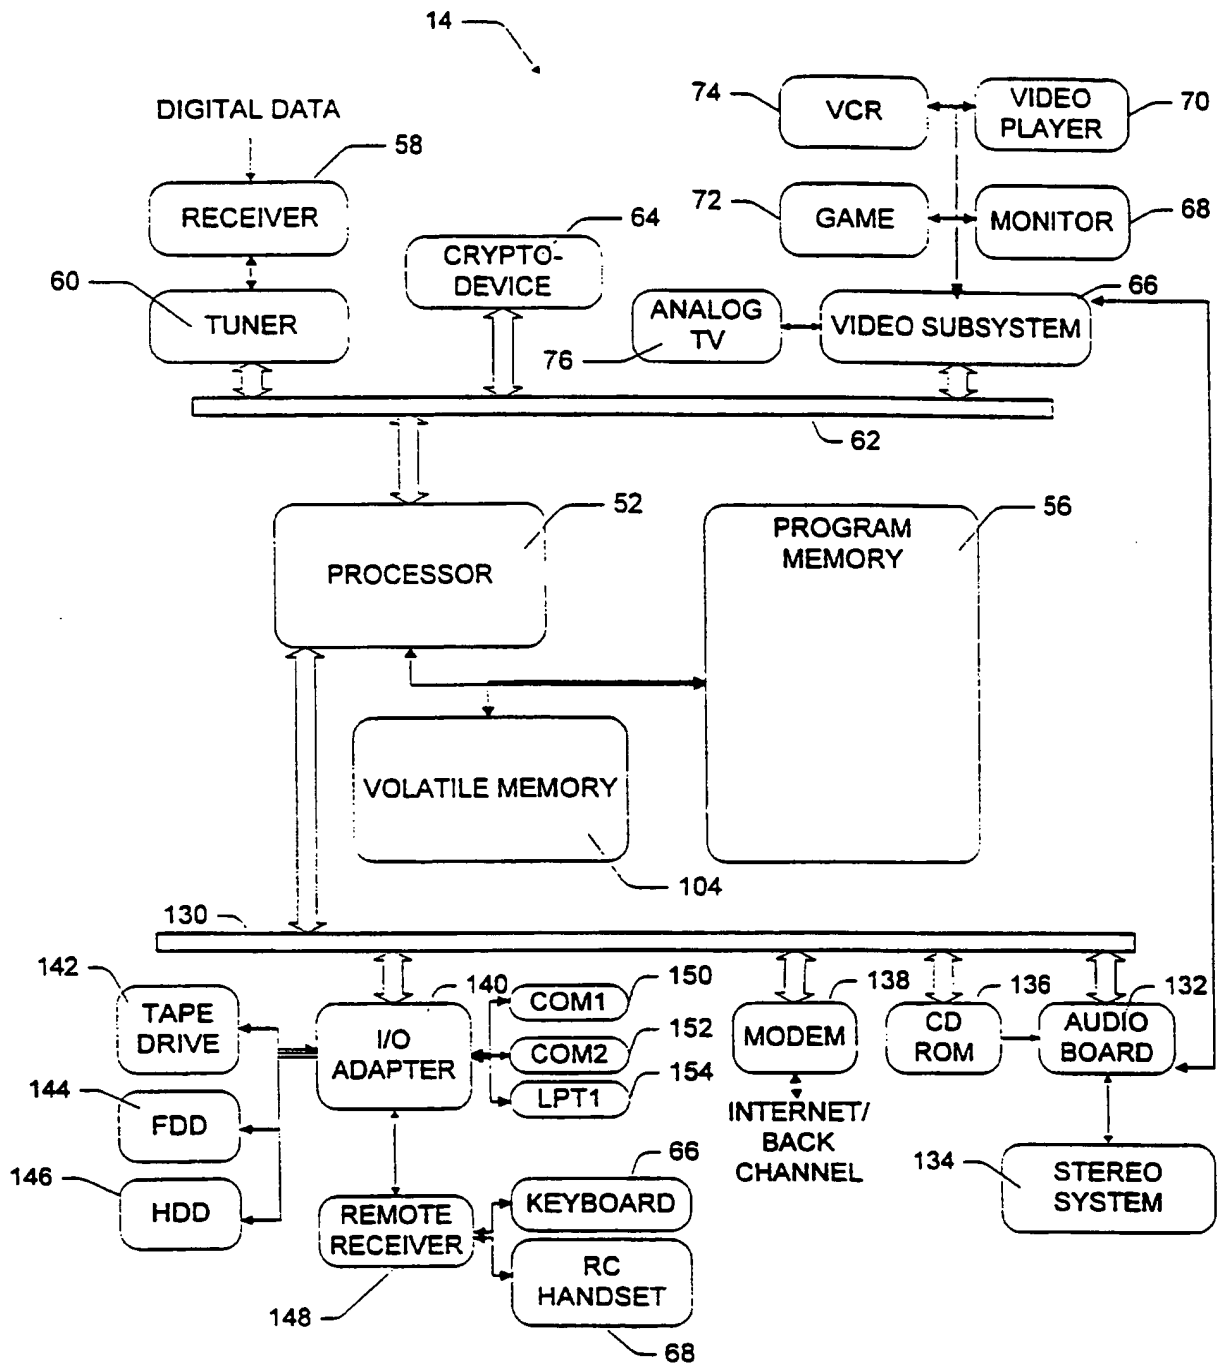 14
DIGITAL DATA
58
RECEIVER
60
TUNER
64
CRYPTO-
DEVICE
74
VCR
VIDEO
PLAYER
70
72
GAME
MONITOR
68
66
ANALOG
TV
76
VIDEO SUBSYSTEM
62
52
PROCESSOR
56
PROGRAM
MEMORY
VOLATILE MEMORY
104
130
142
TAPE
DRIVE
140
I/O
ADAPTER
150
COM1
152
COM2
154
LPT1
138
MODEM
136
CD
ROM
132
AUDIO
BOARD
144
FDD
146
HDD
INTERNET/
BACK
CHANNEL
134
STEREO
SYSTEM
REMOTE
RECEIVER
148
66
KEYBOARD
RC
HANDSET
68